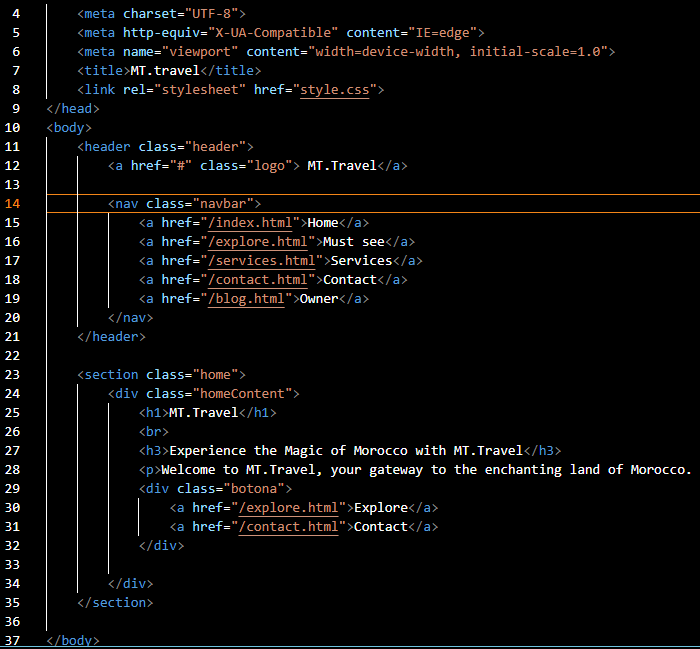 4 <meta charset="UTF-8">
5 <meta http-equiv="X-UA-Compatible" content="IE=edge">
6 <meta name="viewport" content="width=device-width, initial-scale=1.0">
7 <title>MT.travel</title>
8 <link rel="stylesheet" href="style.css">
9 </head>
10 <body>
11 <header class="header">
12 <a href="#" class="logo"> MT.Travel</a>
13
14 <nav class="navbar">
15 <a href="/index.html">Home</a>
16 <a href="/explore.html">Must see</a>
17 <a href="/services.html">Services</a>
18 <a href="/contact.html">Contact</a>
19 <a href="/blog.html">Owner</a>
20 </nav>
21 </header>
22
23 <section class="home">
24 <div class="homeContent">
25 <h1>MT.Travel</h1>
26 <br>
27 <h3>Experience the Magic of Morocco with MT.Travel</h3>
28 <p>Welcome to MT.Travel, your gateway to the enchanting land of Morocco.
29 <div class="botona">
30 <a href="/explore.html">Explore</a>
31 <a href="/contact.html">Contact</a>
32 </div>
33
34 </div>
35 </section>
36
37 </body>